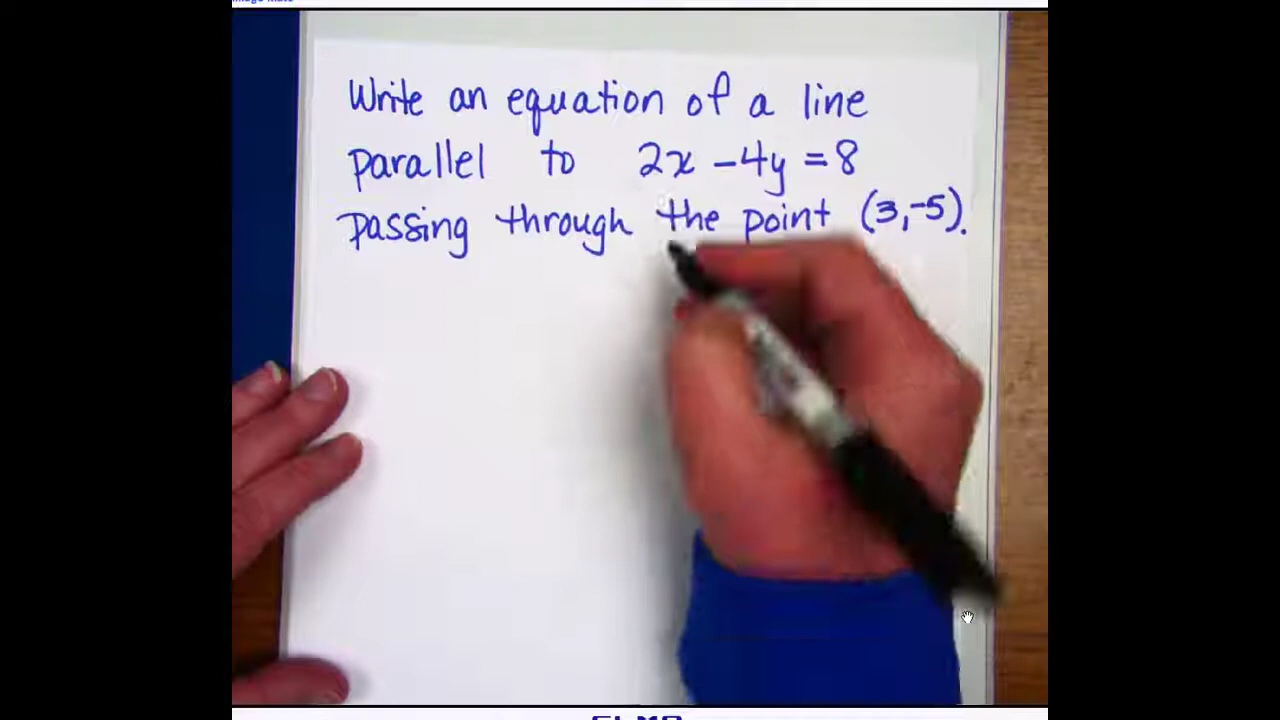 Write an equation of a line
parallel to 2x - 4y = 8
passing through the point (3,-5).